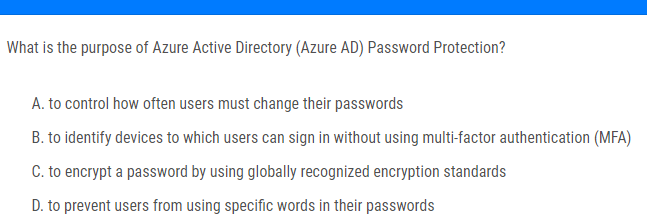 What is the purpose of Azure Active Directory (Azure AD) Password Protection?
A. to control how often users must change their passwords
B. to identify devices to which users can sign in without using multi-factor authentication (MFA)
C. to encrypt a password by using globally recognized encryption standards
D. to prevent users from using specific words in their passwords